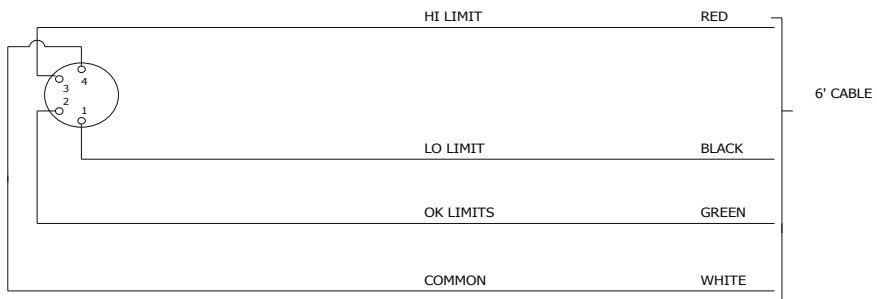 HI LIMIT RED
4
3
2
1
6' CABLE
LO LIMIT BLACK
OK LIMITS GREEN
COMMON WHITE